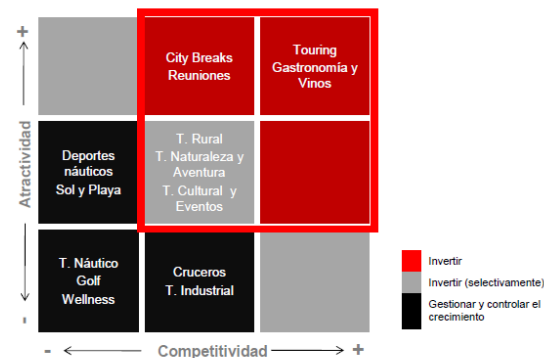 +
City Breaks
Reuniones
Touring
Gastronomía y
Vinos
Atractividad
Deportes
náuticos
Sol y Playa
T. Rural
T. Naturaleza y
Aventura
T. Cultural y
Eventos
T. Náutico
Golf
Wellness
Cruceros
T. Industrial
-
- Competitividad +
Invertir
Invertir (selectivamente)
Gestionar y controlar el
crecimiento